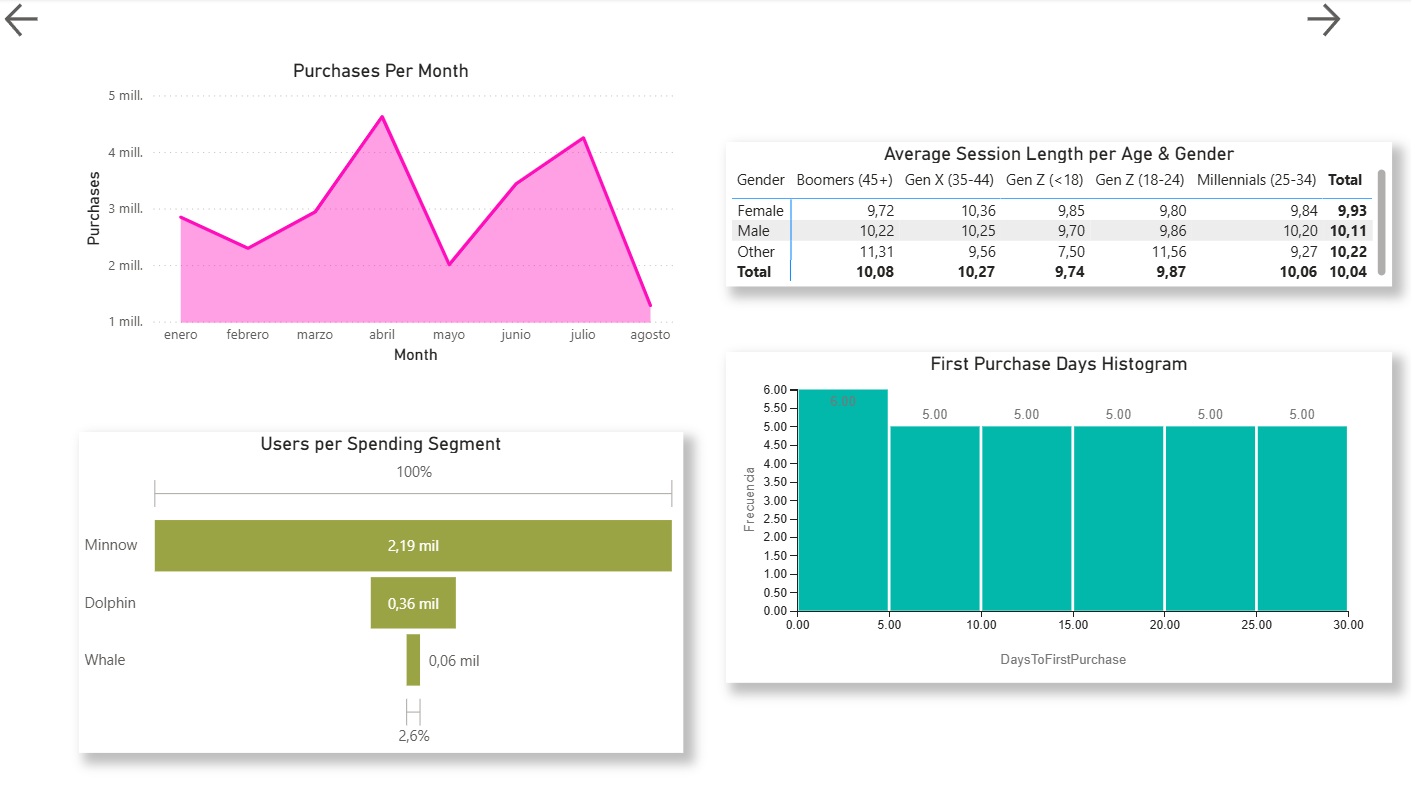 Purchases Per Month
Purchases
5 mill.
4 mill.
3 mill.
2 mill.
1 mill.
enero febrero marzo abril mayo junio julio agosto
Month
Average Session Length per Age & Gender
Gender Boomers (45+) Gen X (35-44) Gen Z (<18) Gen Z (18-24) Millennials (25-34) Total
Female 9,72 10,36 9,85 9,80 9,84 9,93
Male 10,22 10,25 9,70 9,86 10,20 10,11
Other 11,31 9,56 7,50 11,56 9,27 10,22
Total 10,08 10,27 9,74 9,87 10,06 10,04
Users per Spending Segment
100%
Minnow 2,19 mil
Dolphin 0,36 mil
Whale 0,06 mil
2,6%
First Purchase Days Histogram
Frecuencia
6.00
5.50
5.00
4.50
4.00
3.50
3.00
2.50
2.00
1.50
1.00
0.50
0.00
6.00 5.00 5.00 5.00 5.00 5.00
0.00 5.00 10.00 15.00 20.00 25.00 30.00
DaysToFirstPurchase